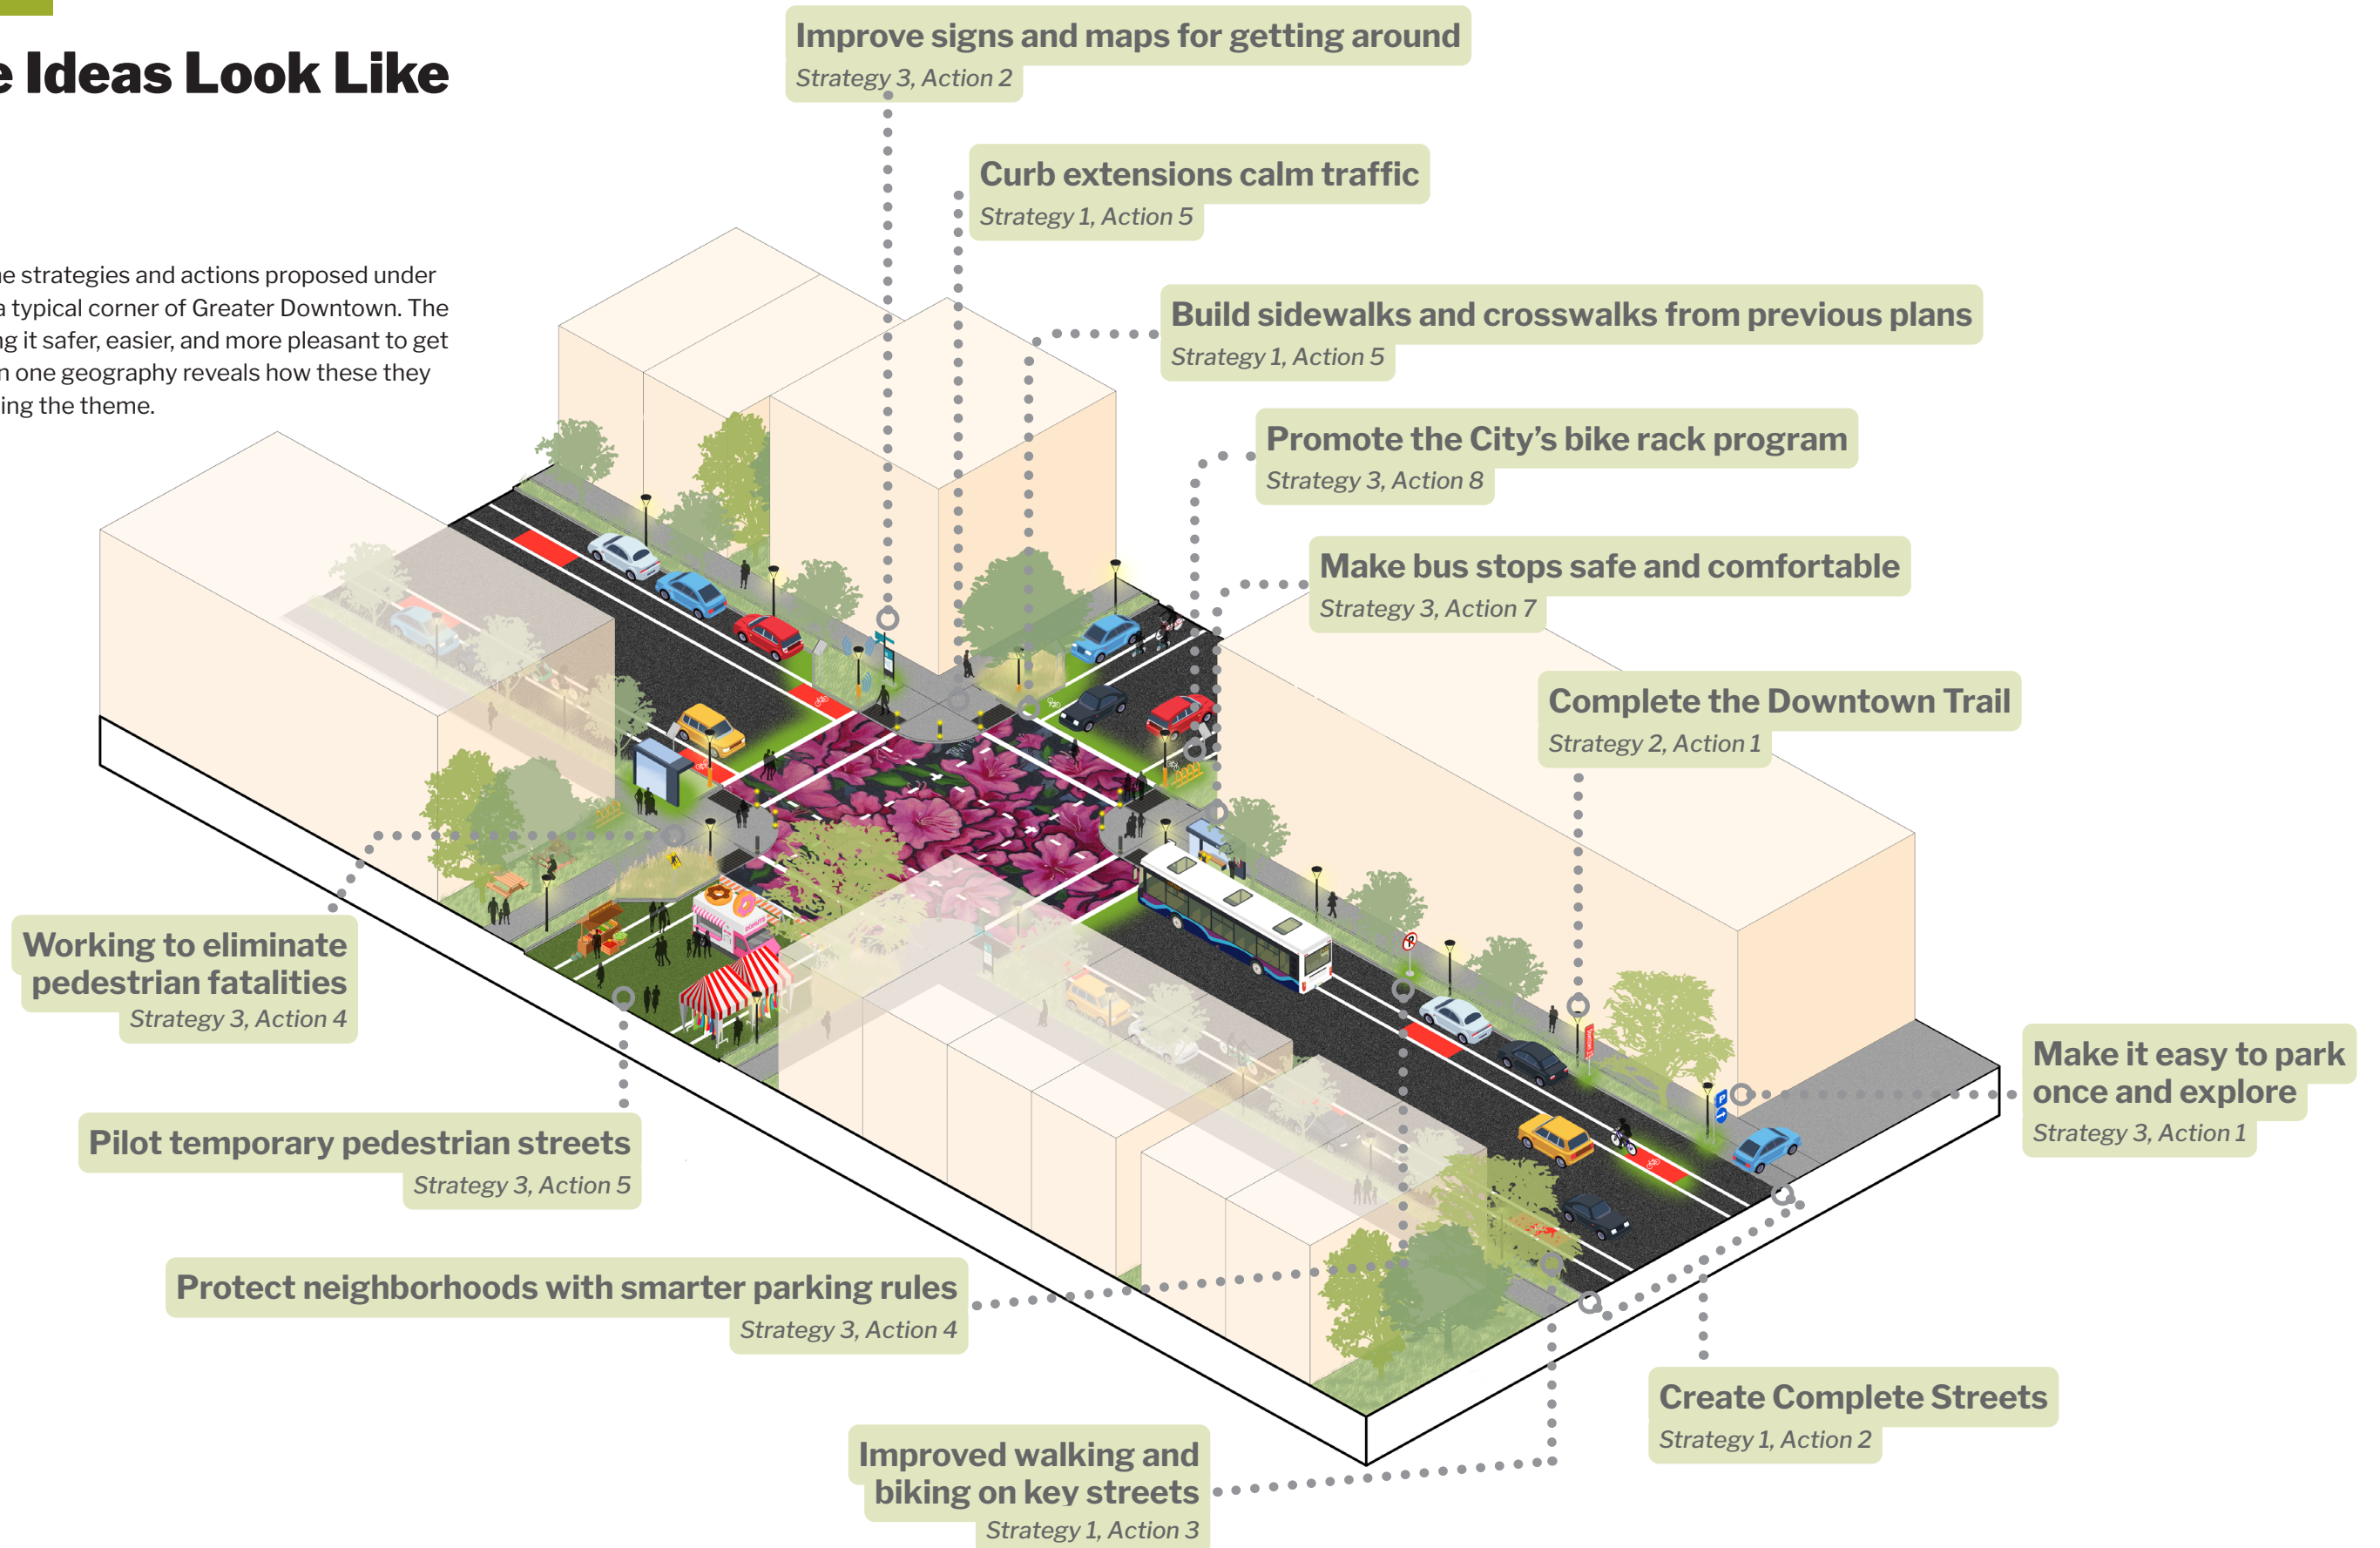 e Ideas Look Like
ne strategies and actions proposed under
a typical corner of Greater Downtown. The
ng it safer, easier, and more pleasant to get
n one geography reveals how these they
ing the theme.
Improve signs and maps for getting around
Strategy 3, Action 2
Curb extensions calm traffic
Strategy 1, Action 5
Build sidewalks and crosswalks from previous plans
Strategy 1, Action 5
Promote the City’s bike rack program
Strategy 3, Action 8
Make bus stops safe and comfortable
Strategy 3, Action 7
Complete the Downtown Trail
Strategy 2, Action 1
Working to eliminate
pedestrian fatalities
Strategy 3, Action 4
Make it easy to park
once and explore
Strategy 3, Action 1
Pilot temporary pedestrian streets
Strategy 3, Action 5
Protect neighborhoods with smarter parking rules
Strategy 3, Action 4
Create Complete Streets
Strategy 1, Action 2
Improved walking and
biking on key streets
Strategy 1, Action 3
P